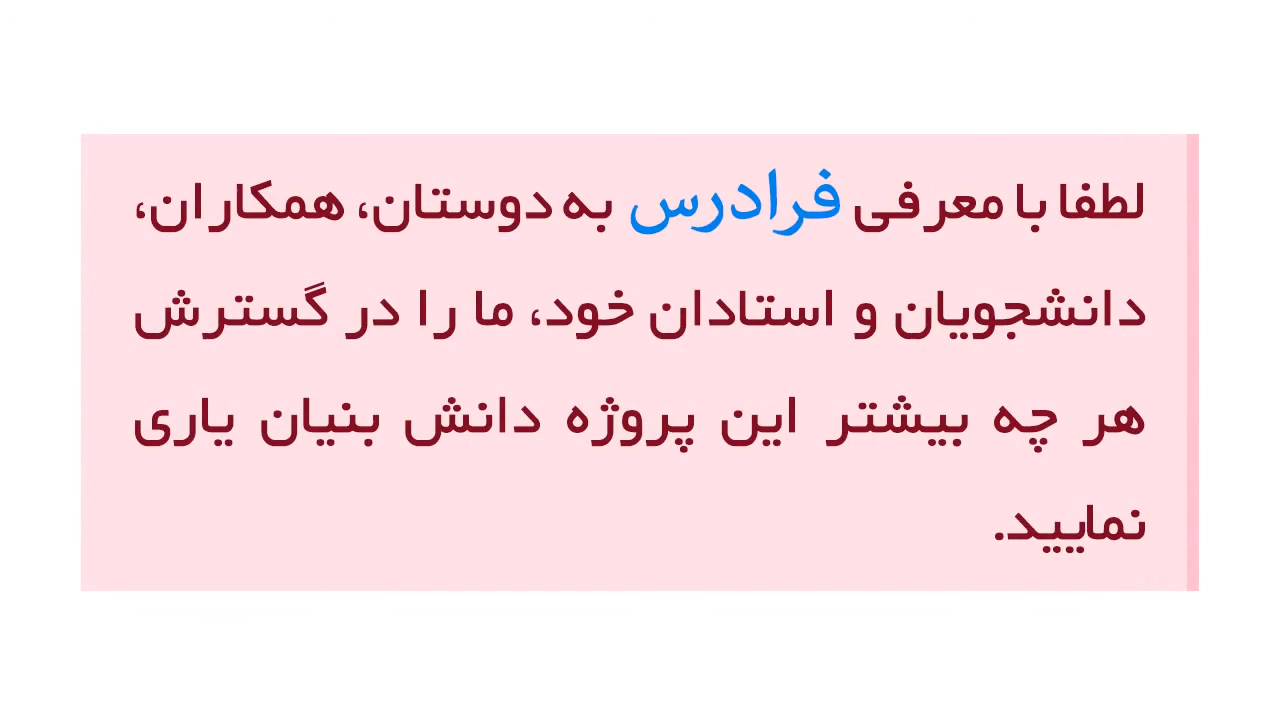 لطفا با معرفی فرادرس به دوستان، همکاران،
دانشجویان و استادان خود، ما را در گسترش
هر چه بیشتر این پروژه دانش بنیان یاری
نمایید.